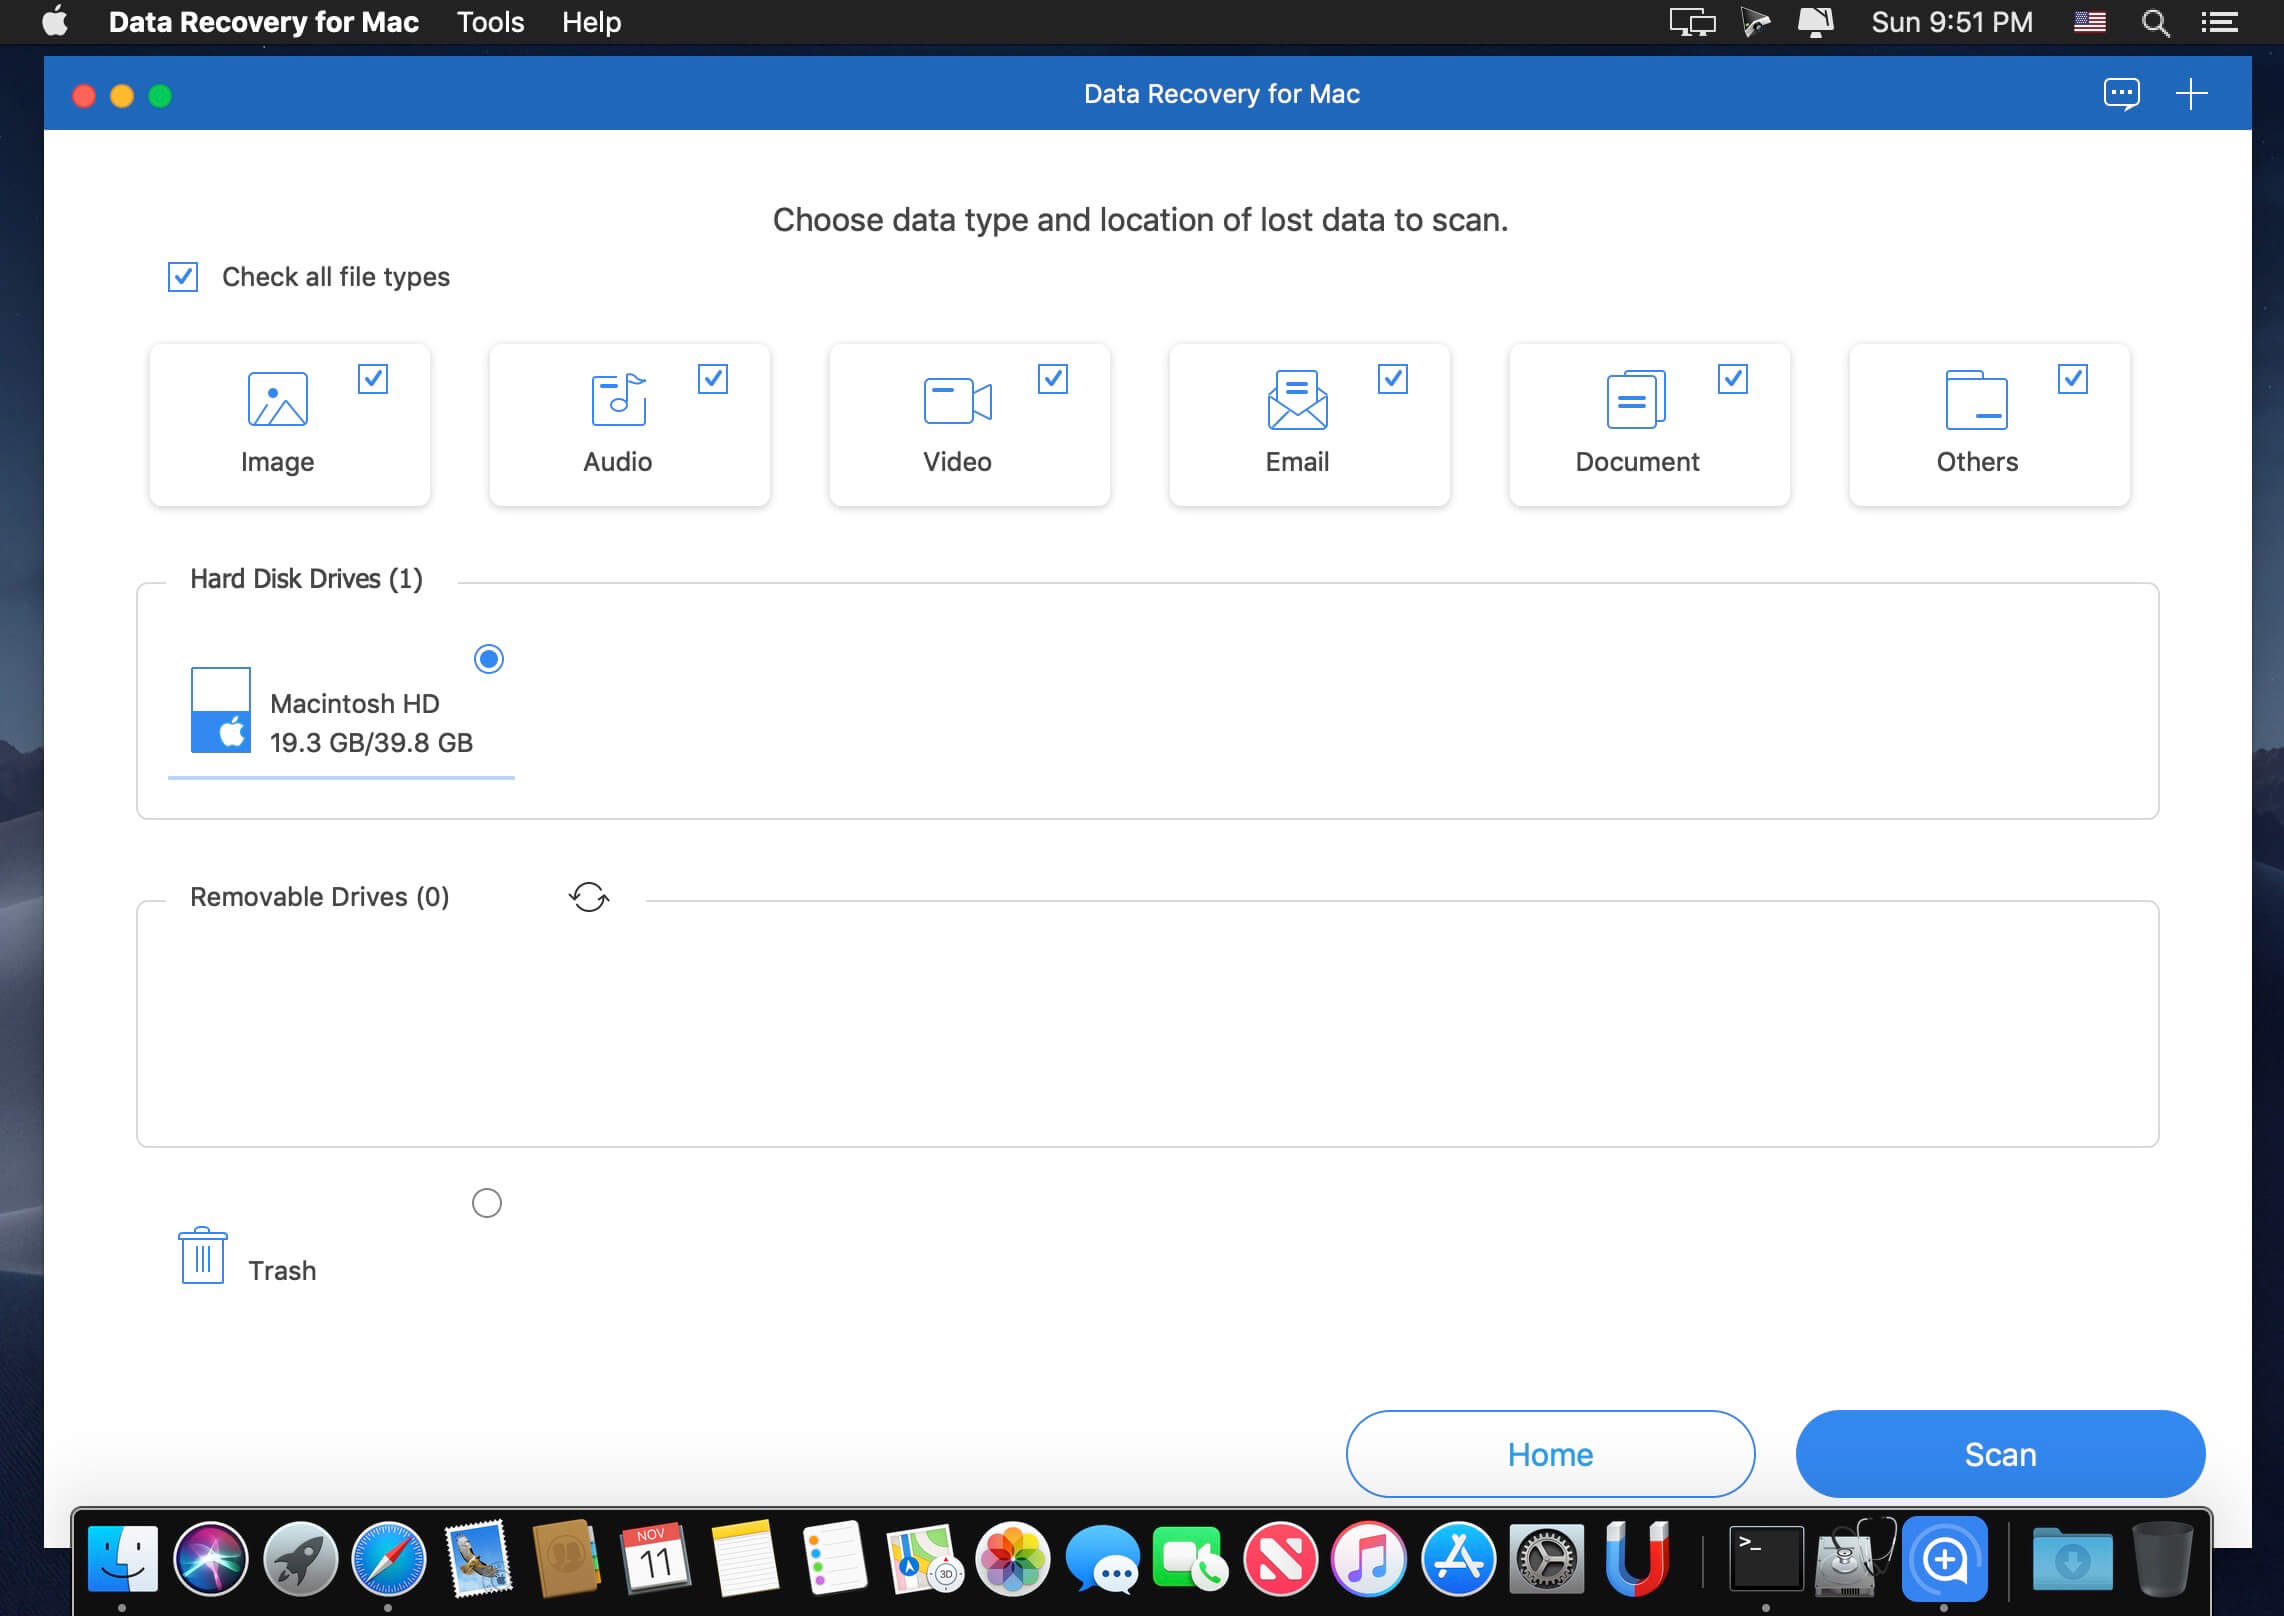 Data Recovery for Mac Tools Help Sun 9:51 PM
Data Recovery for Mac
Choose data type and location of lost data to scan.
Check all file types
Image Audio Video Email Document Others
Hard Disk Drives (1)
Macintosh HD
19.3 GB/39.8 GB
Removable Drives (0)
Trash
Home Scan
NOV
11
3D
>_